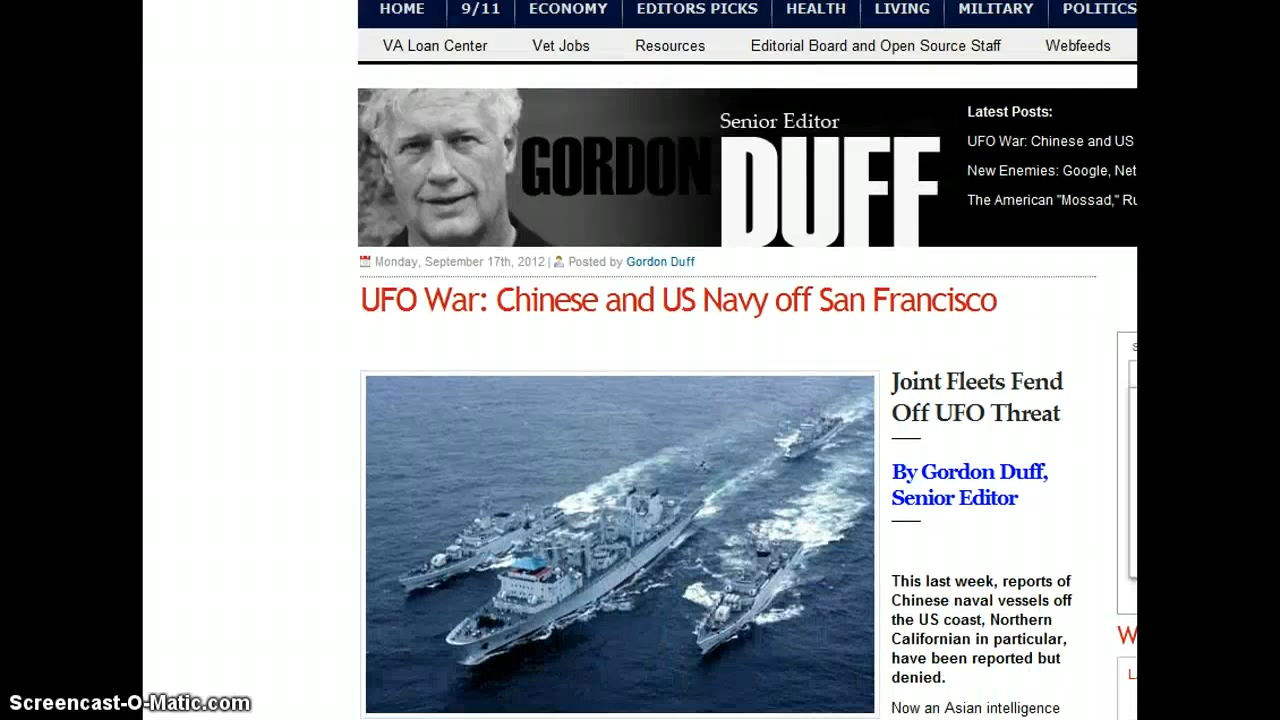 HOME 9/11 ECONOMY EDITORS PICKS HEALTH LIVING MILITARY POLITICS
VA Loan Center Vet Jobs Resources Editorial Board and Open Source Staff Webfeeds
Senior Editor
GORDON DUFF
Latest Posts:
UFO War: Chinese and US
New Enemies: Google, Net
The American "Mossad," Ru
Monday, September 17th, 2012 | Posted by Gordon Duff
UFO War: Chinese and US Navy off San Francisco
Joint Fleets Fend
Off UFO Threat
By Gordon Duff,
Senior Editor
This last week, reports of
Chinese naval vessels off
the US coast, Northern
Californian in particular,
have been reported but
denied.
Now an Asian intelligence
Screencast-O-Matic.com